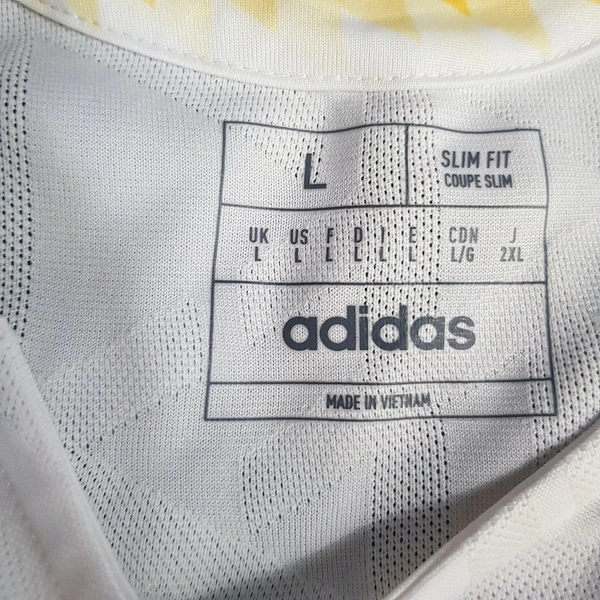 L
SLIM FIT
COUPE SLIM
UK US F D I E CDN J
L L L L L L L/G 2XL
adidas
MADE IN VIETNAM